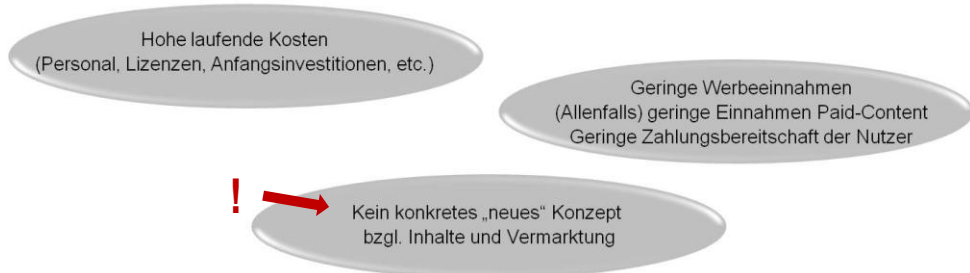 Hohe laufende Kosten
(Personal, Lizenzen, Anfangsinvestitionen, etc.)
Geringe Werbeeinnahmen
(Allenfalls) geringe Einnahmen Paid-Content
Geringe Zahlungsbereitschaft der Nutzer
!
Kein konkretes „neues“ Konzept
bzgl. Inhalte und Vermarktung